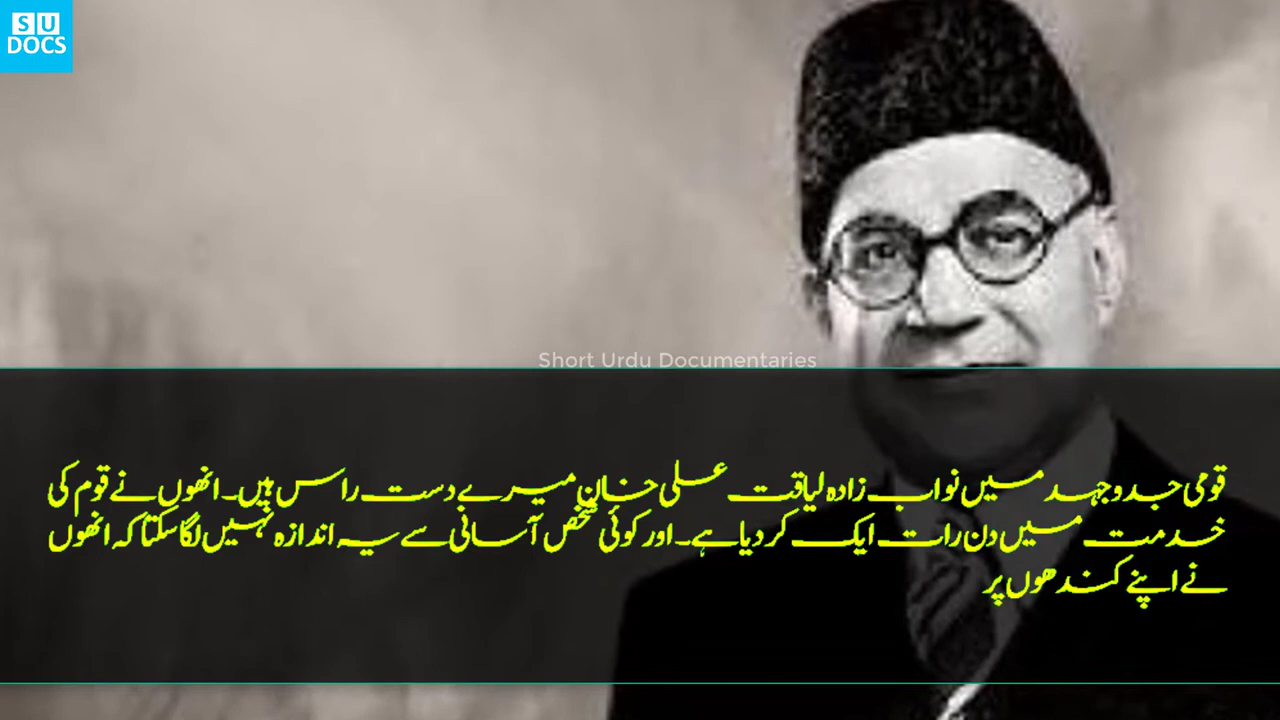 SU
DOCS
Short Urdu Documentaries
قومی جدوجہد میں نواب زادہ لیاقت علی خان میرے دست راس ہیں۔ انھوں نے قوم کی
خدمت میں دن رات ایک کر دیا ہے۔ اور کوئی شخص آسانی سے یہ اندازہ نہیں لگا سکتا کہ انھوں
نے اپنے کندھوں پر